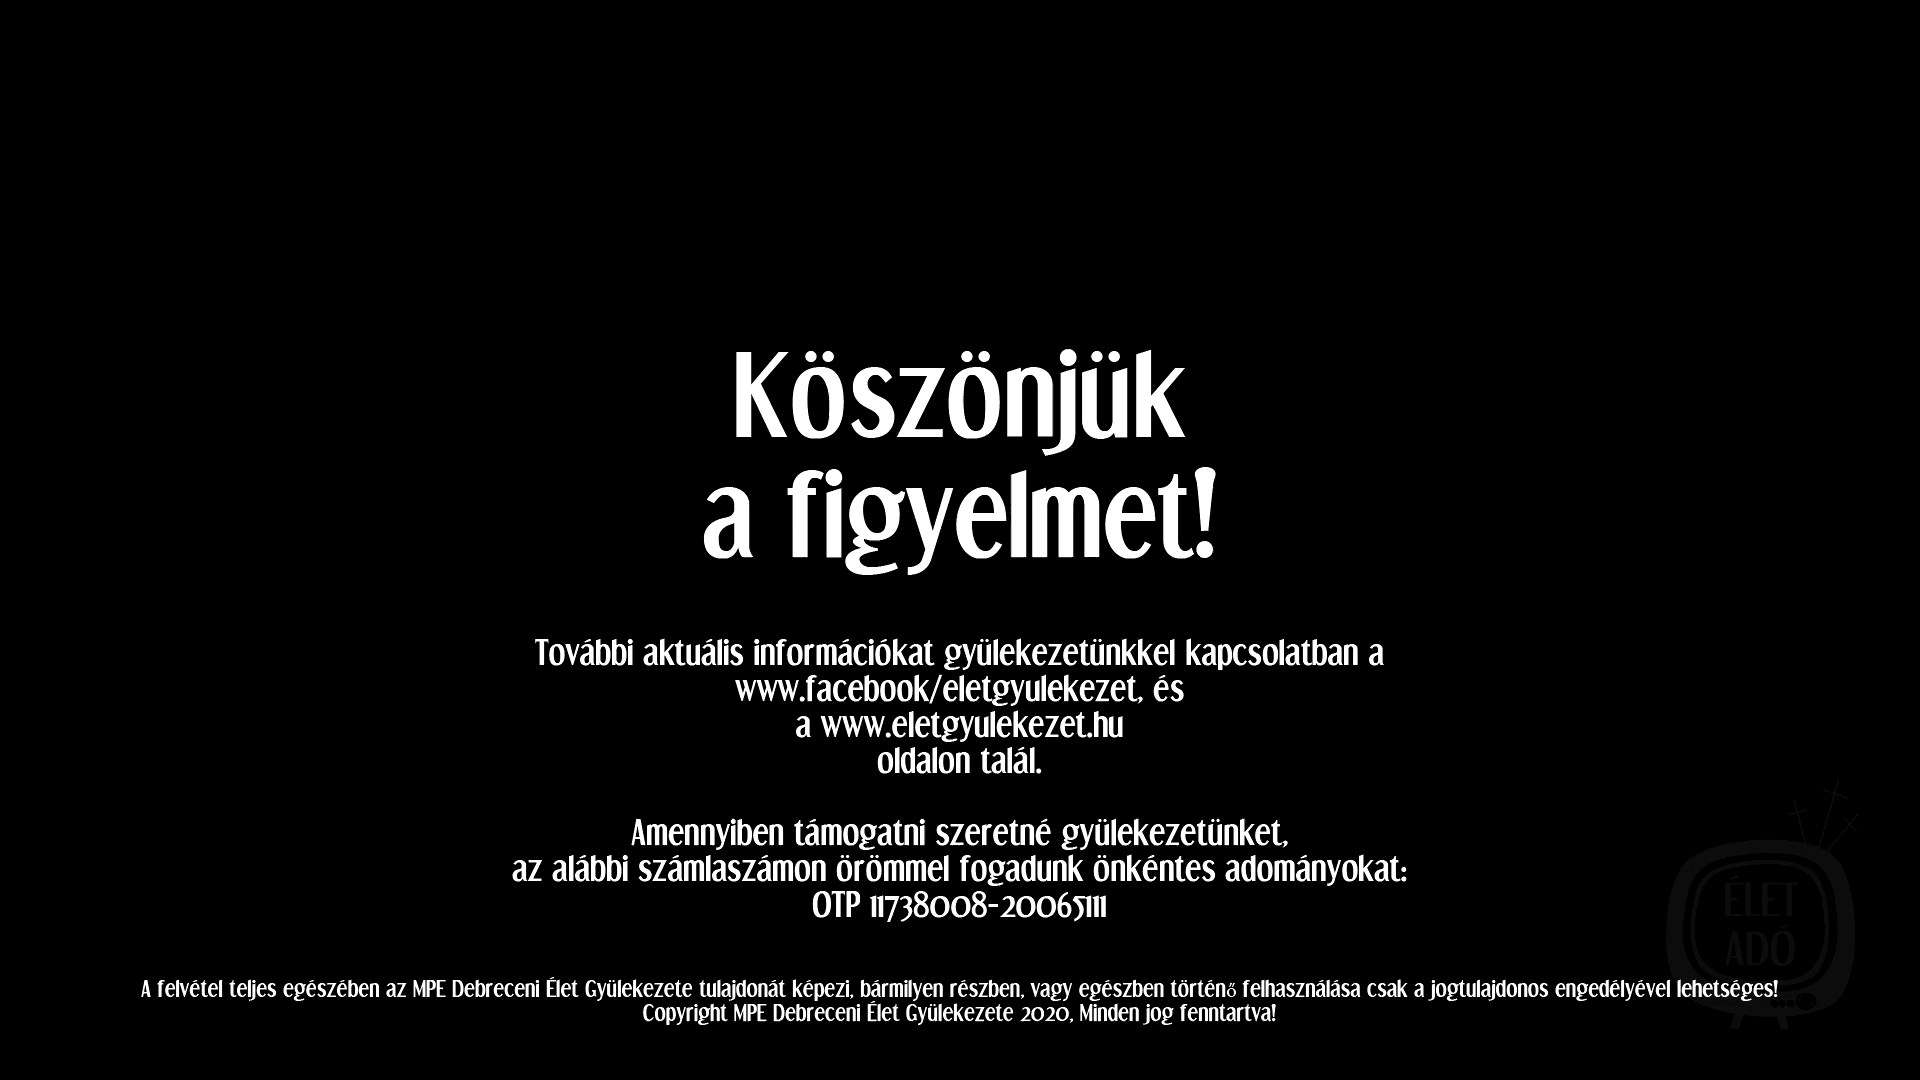 Köszönjük
a figyelmet!
További aktuális információkat gyülekezetünkkel kapcsolatban a
www.facebook/eletgyulekezet, és
a www.eletgyulekezet.hu
oldalon talál.
Amennyiben támogatni szeretné gyülekezetünket,
az alábbi számlaszámon örömmel fogadunk önkéntes adományokat:
OTP 11738008-20065111
ÉLET
ADÓ
A felvétel teljes egészében az MPE Debreceni Élet Gyülekezete tulajdonát képezi, bármilyen részben, vagy egészben történő felhasználása csak a jogtulajdonos engedélyével lehetséges!
Copyright MPE Debreceni Élet Gyülekezete 2020, Minden jog fenntartva!